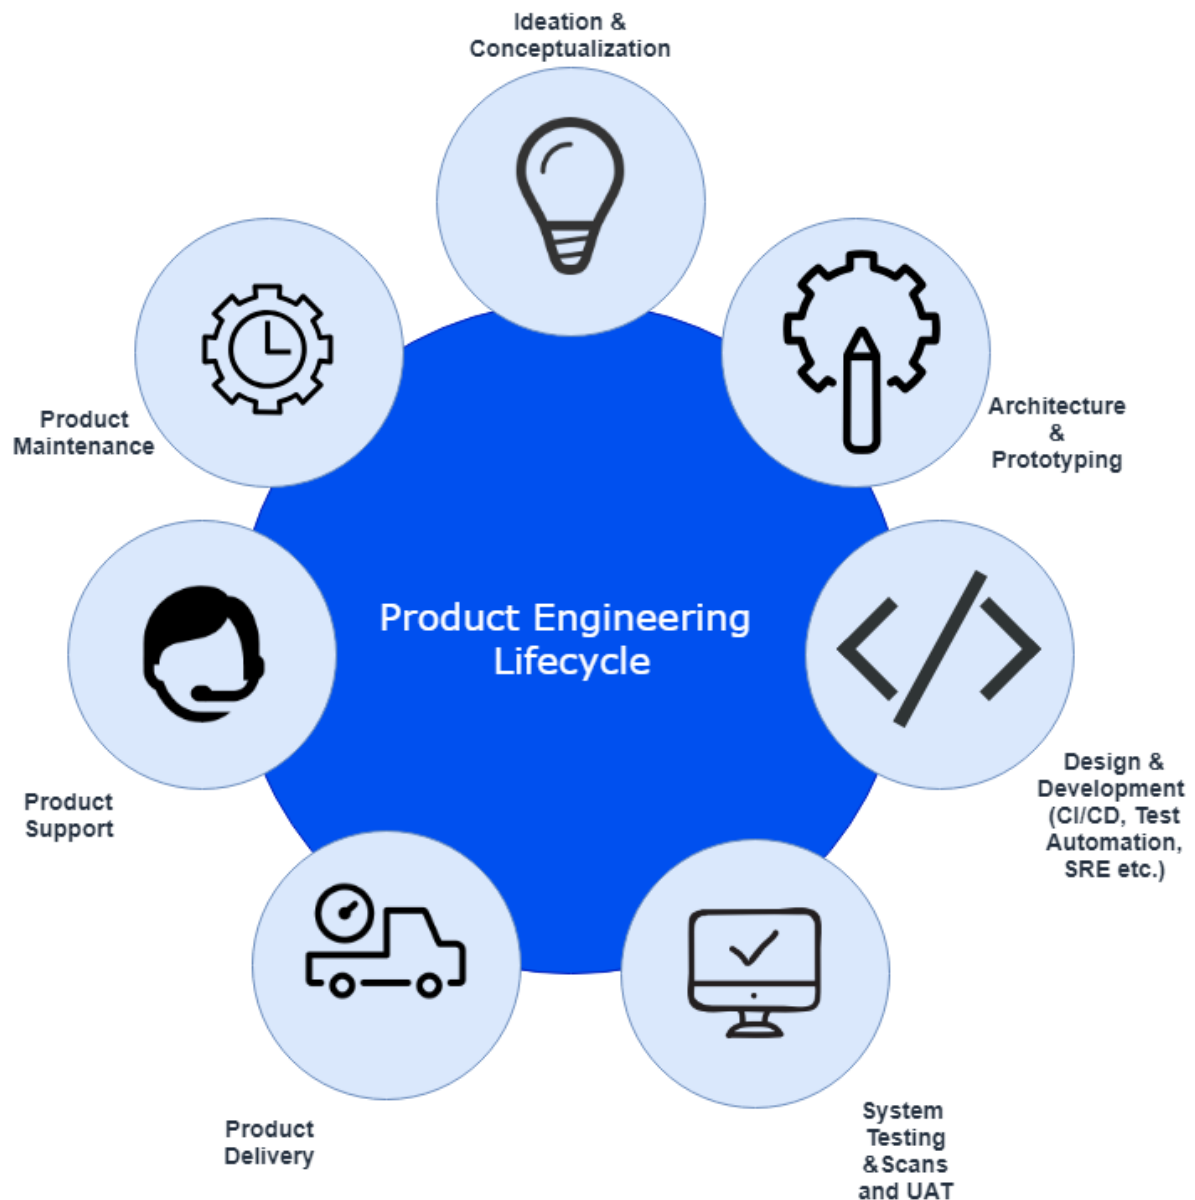 Ideation &
Conceptualization
Architecture
&
Prototyping
Design &
Development
(CI/CD, Test
Automation,
SRE etc.)
System
Testing
&Scans
and UAT
Product
Delivery
Product
Support
Product
Maintenance
Product Engineering
Lifecycle